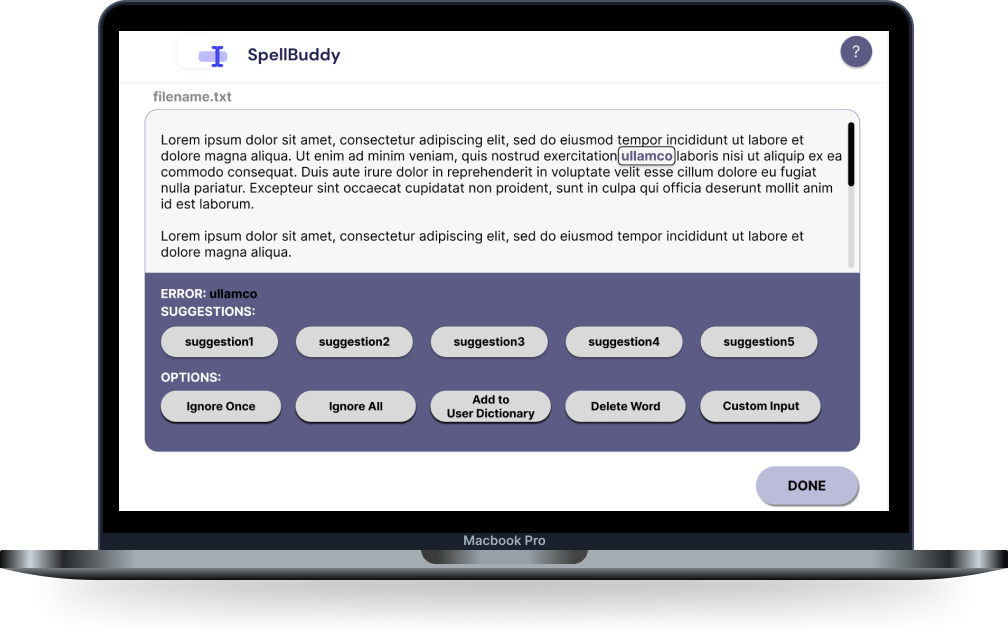 SpellBuddy
?
filename.txt
Lorem ipsum dolor sit amet, consectetur adipiscing elit, sed do eiusmod tempor incididunt ut labore et
dolore magna aliqua. Ut enim ad minim veniam, quis nostrud exercitation ullamco laboris nisi ut aliquip ex ea
commodo consequat. Duis aute irure dolor in reprehenderit in voluptate velit esse cillum dolore eu fugiat
nulla pariatur. Excepteur sint occaecat cupidatat non proident, sunt in culpa qui officia deserunt mollit anim
id est laborum.
Lorem ipsum dolor sit amet, consectetur adipiscing elit, sed do eiusmod tempor incididunt ut labore et
dolore magna aliqua.
ERROR: ullamco
SUGGESTIONS:
suggestion1 suggestion2 suggestion3 suggestion4 suggestion5
OPTIONS:
Ignore Once
Ignore All
Add to
User Dictionary
Delete Word
Custom Input
DONE
Macbook Pro